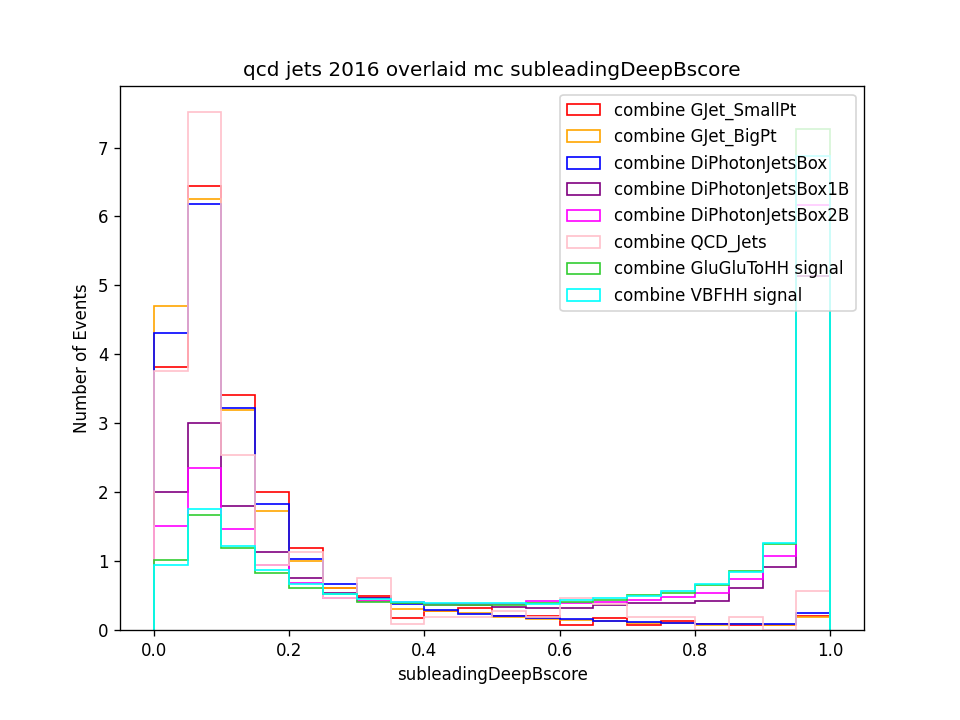 qcd jets 2016 overlaid mc subleadingDeepBscore
combine GJet_SmallPt
combine GJet_BigPt
combine DiPhotonJetsBox
combine DiPhotonJetsBox1B
combine DiPhotonJetsBox2B
combine QCD_Jets
combine GluGluToHH signal
combine VBFHH signal
Number of Events
7
6
5
4
3
2
1
0
0.0 0.2 0.4 0.6 0.8 1.0
subleadingDeepBscore